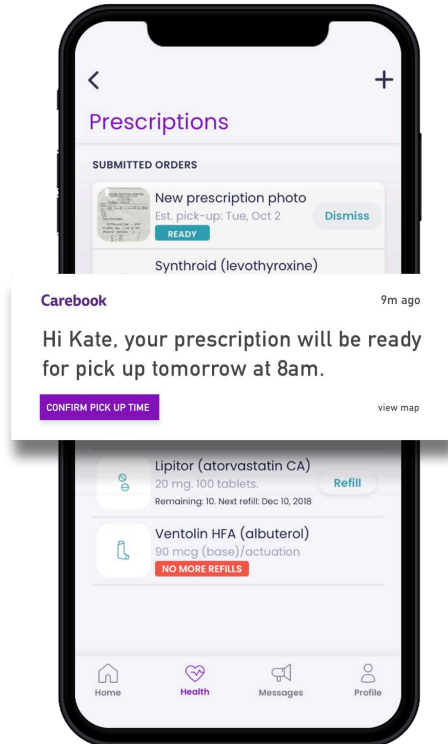 Prescriptions
SUBMITTED ORDERS
New prescription photo
Est. pick-up: Tue, Oct 2
Dismiss
READY
Synthroid (levothyroxine)
Carebook
9m ago
Hi Kate, your prescription will be ready
for pick up tomorrow at 8am.
CONFIRM PICK UP TIME
view map
Lipitor (atorvastatin CA)
20 mg. 100 tablets.
Refill
Remaining: 10. Next refill: Dec 10, 2018
Ventolin HFA (albuterol)
90 mcg (base)/actuation
NO MORE REFILLS
Home
Health
Messages
Profile